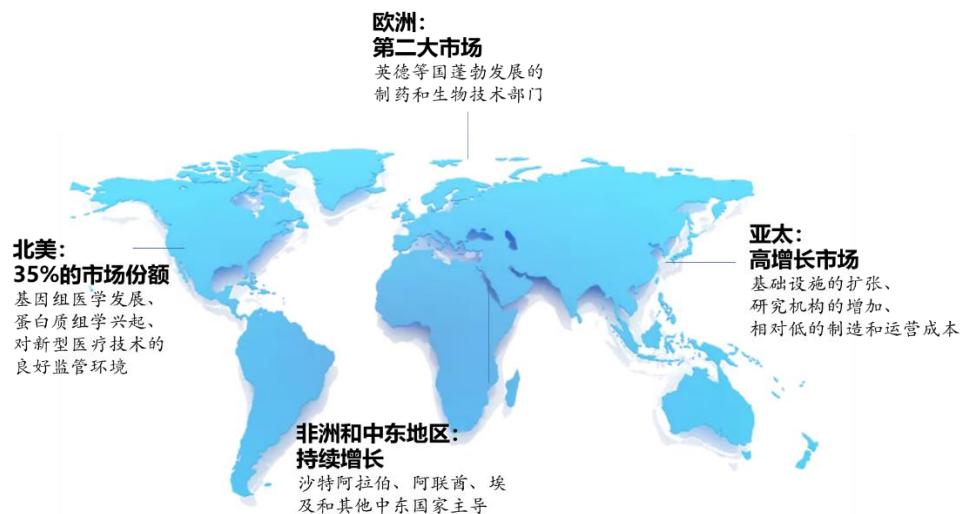 欧洲：
第二大市场
英德等国蓬勃发展的
制药和生物技术部门
北美：
35%的市场份额
基因组医学发展、
蛋白质组学兴起、
对新型医疗技术的
良好监管环境
亚太：
高增长市场
基础设施的扩张、
研究机构的增加、
相对低的制造和运营成本
非洲和中东地区：
持续增长
沙特阿拉伯、阿联酋、埃
及和其他中东国家主导